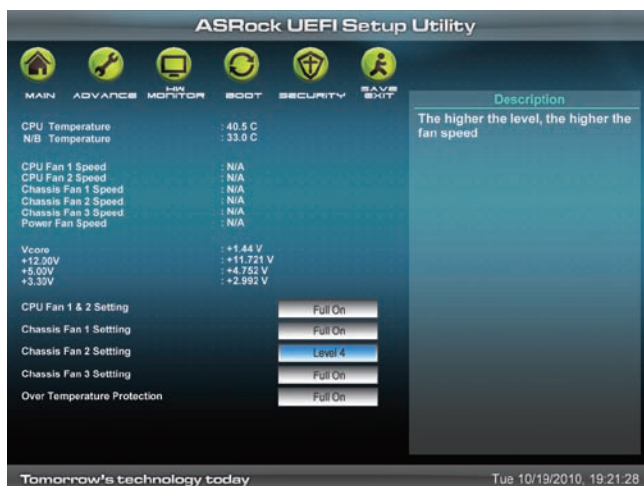 ASRock UEFI Setup Utility
MAIN ADVANCE HW MONITOR BOOT SECURITY SAVE EXIT
Description
The higher the level, the higher the
fan speed
CPU Temperature : 40.5 C
N/B Temperature : 33.0 C
CPU Fan 1 Speed : N/A
CPU Fan 2 Speed : N/A
Chassis Fan 1 Speed : N/A
Chassis Fan 2 Speed : N/A
Chassis Fan 3 Speed : N/A
Power Fan Speed : N/A
Vcore : +1.44 V
+12.00V : +11.721 V
+5.00V : +4.752 V
+3.30V : +2.992 V
CPU Fan 1 & 2 Setting Full On
Chassis Fan 1 Settting Full On
Chassis Fan 2 Settting Level 4
Chassis Fan 3 Settting Full On
Over Temperature Protection Full On
Tomorrow's technology today Tue 10/19/2010, 19:21:28